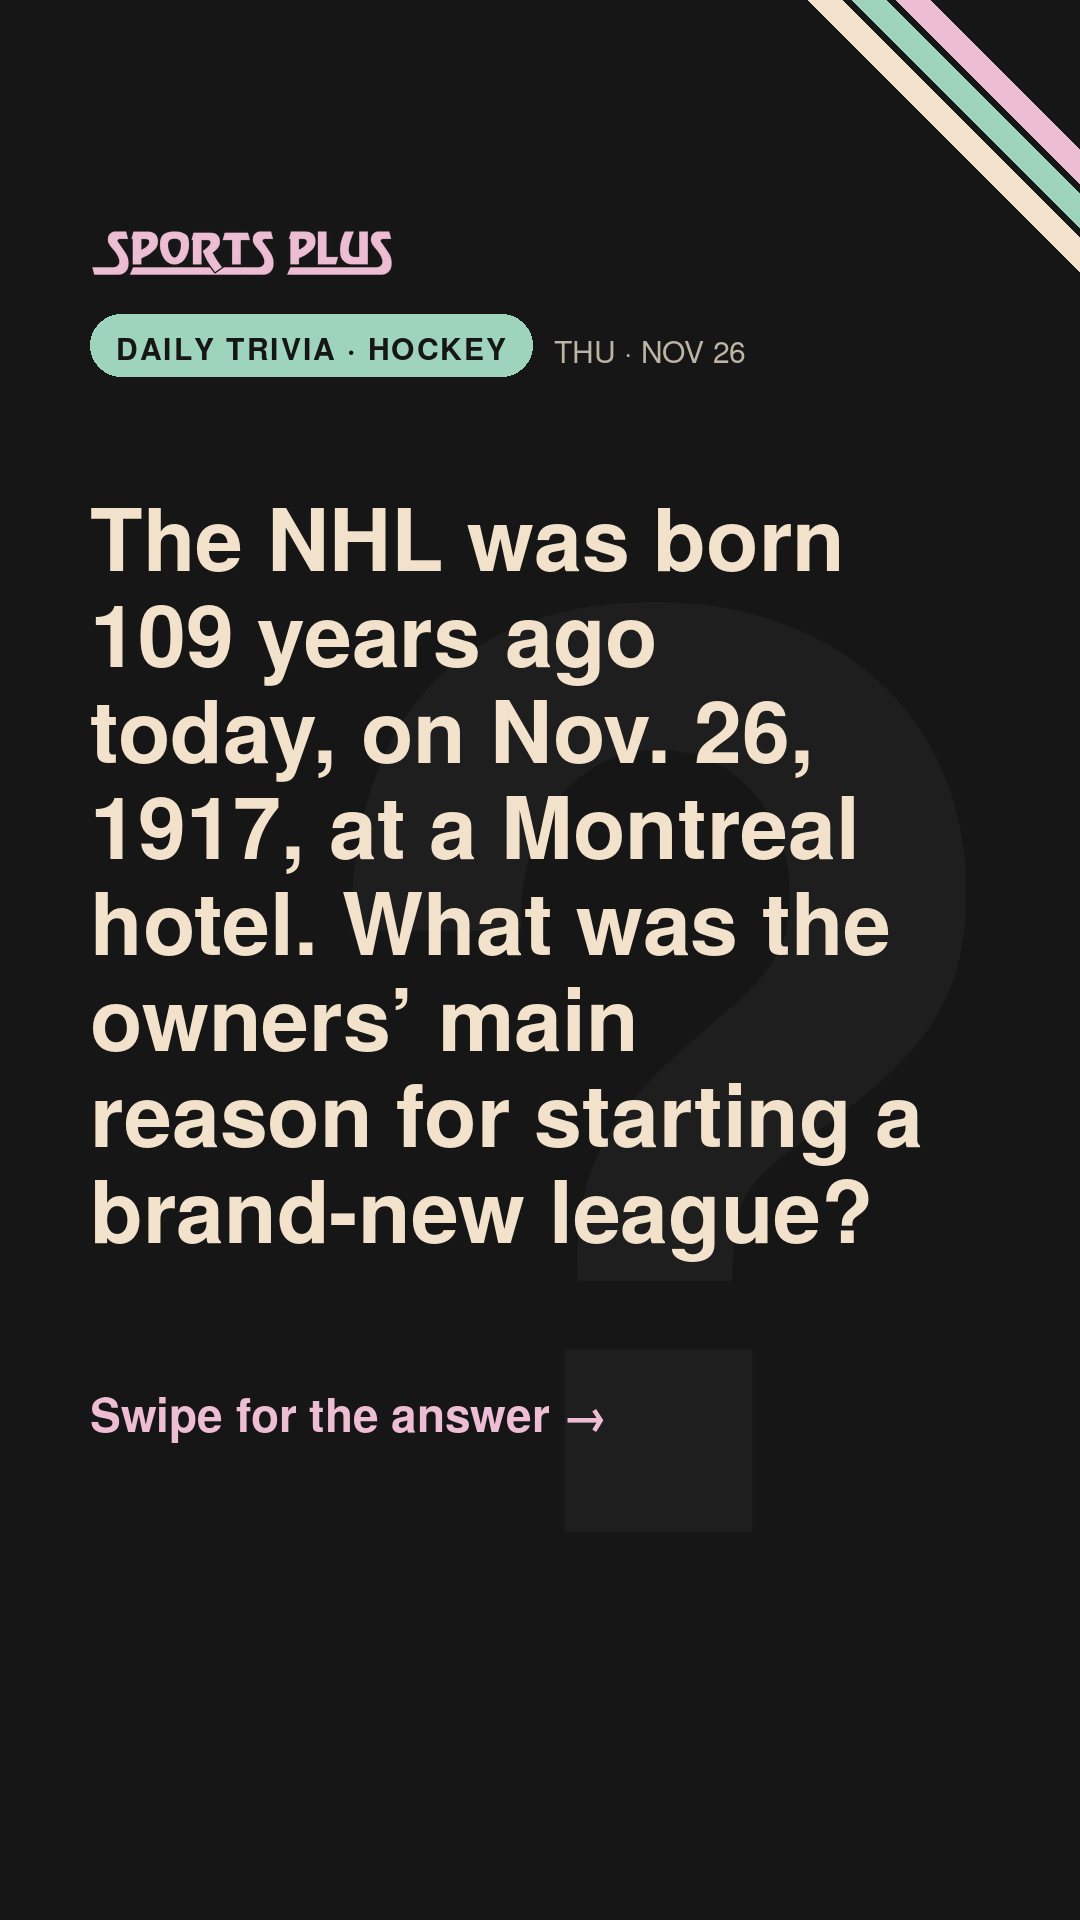 SPORTS PLUS
DAILY TRIVIA · HOCKEY THU · NOV 26
The NHL was born
109 years ago
today, on Nov. 26,
1917, at a Montreal
hotel. What was the
owners’ main
reason for starting a
brand-new league?
Swipe for the answer →
?